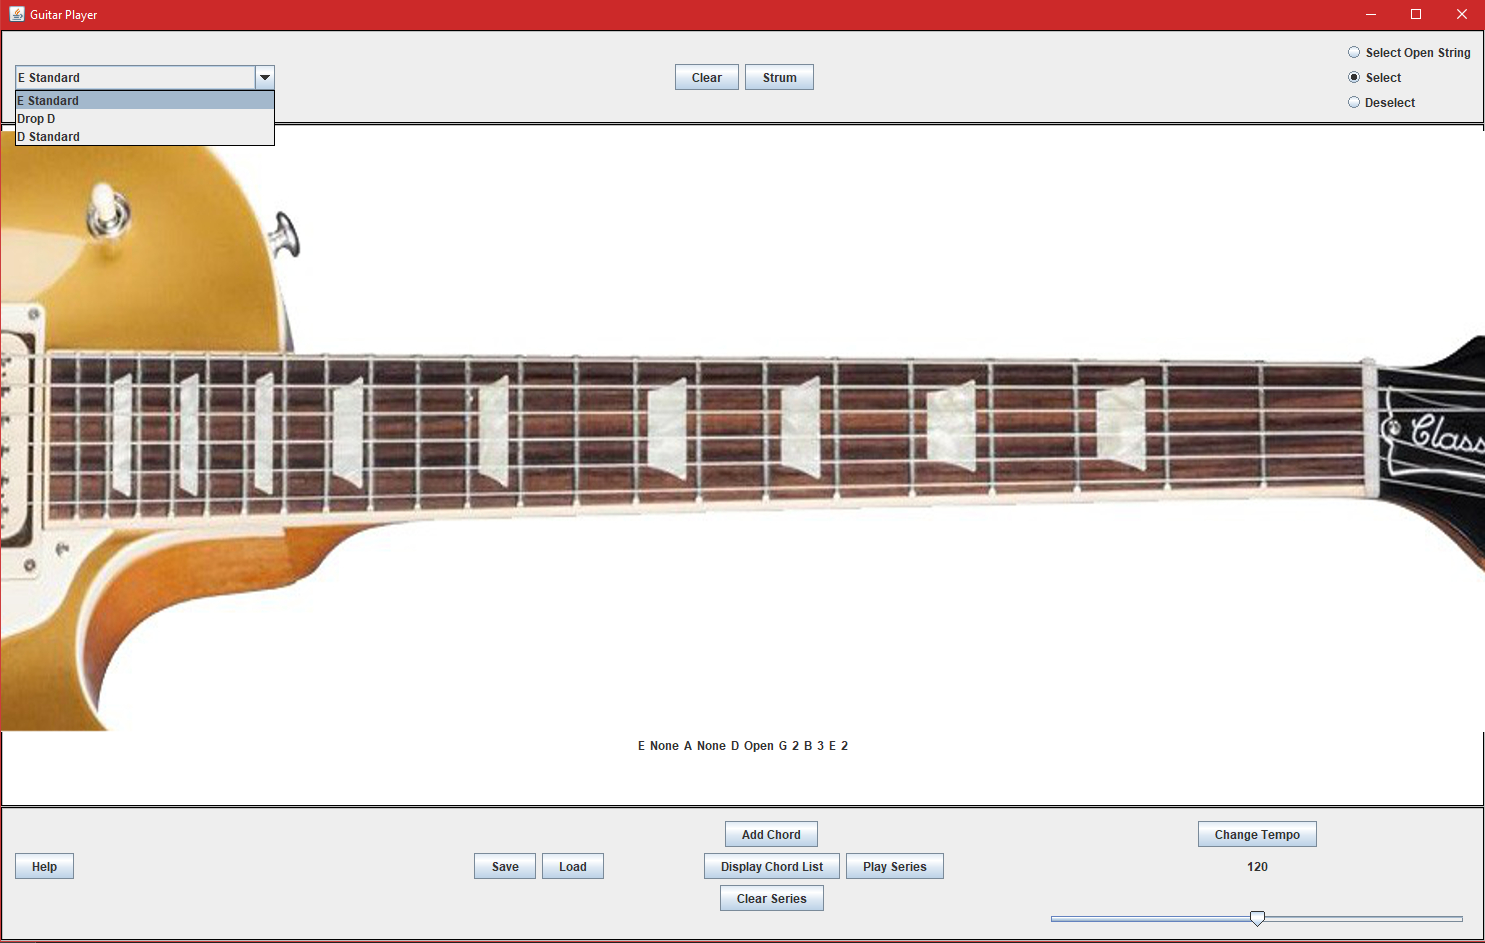 Guitar Player
Select Open String
E Standard
Clear
Strum
Select
E Standard
Deselect
Drop D
D Standard
E None A None D Open G 2 B 3 E 2
Add Chord
Change Tempo
Help
Save
Load
Display Chord List
Play Series
120
Clear Series